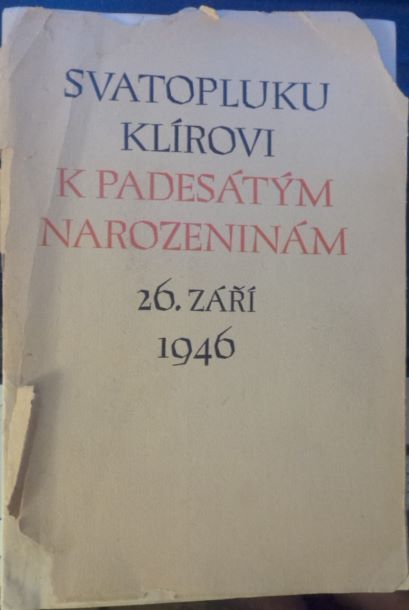 SVATOPLUKU
KLÍROVI
K PADESÁTÝM
NAROZENINÁM
26. ZÁŘÍ
1946